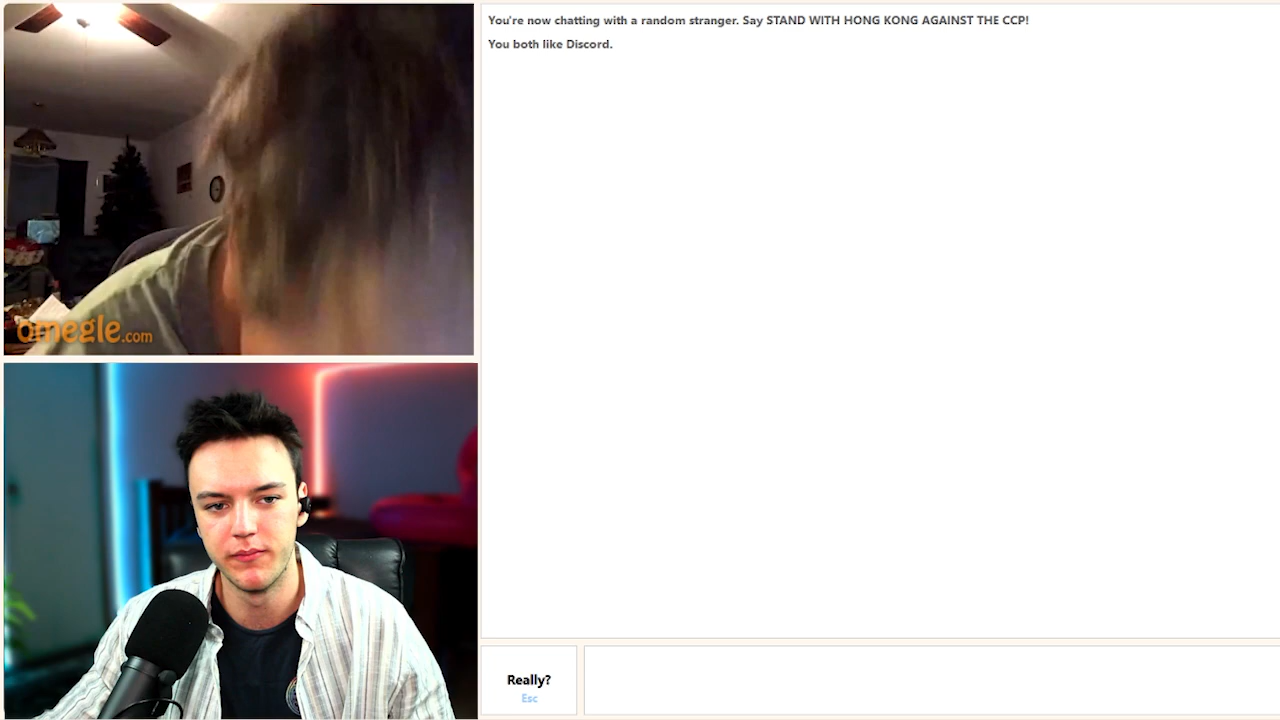 You're now chatting with a random stranger. Say STAND WITH HONG KONG AGAINST THE CCP!
You both like Discord.
omegle.com
Really?
Esc